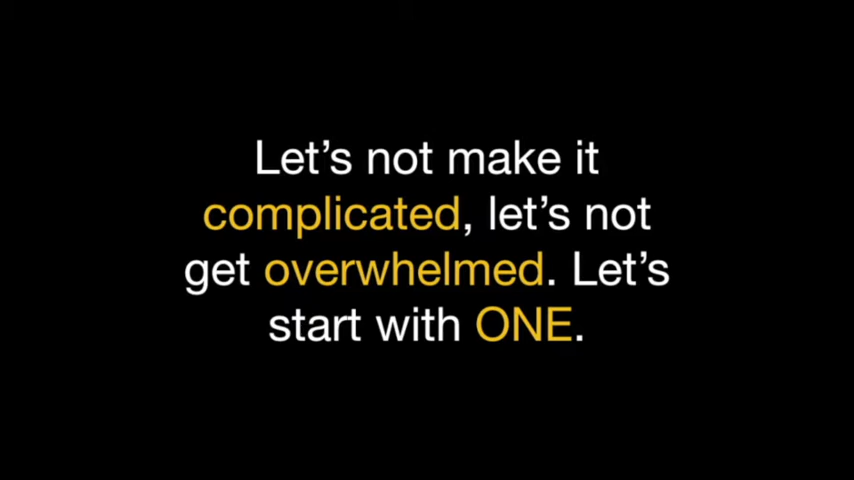 Let’s not make it
complicated, let’s not
get overwhelmed. Let’s
start with ONE.